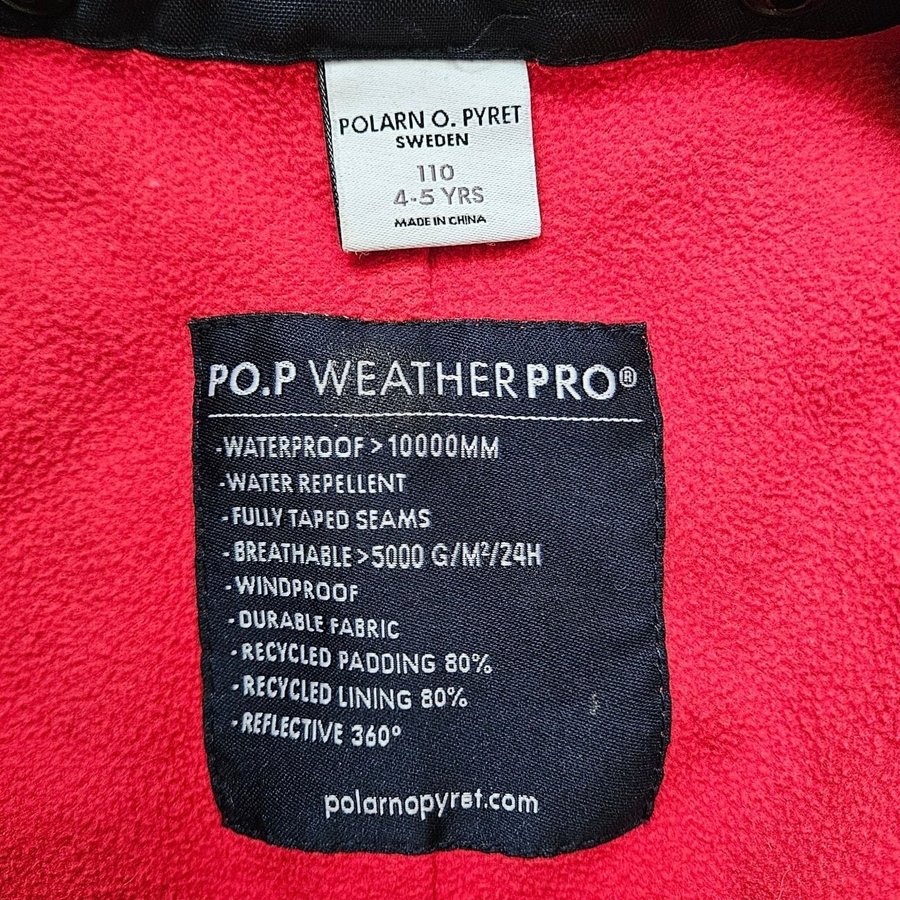 POLARN O. PYRET
SWEDEN
110
4-5 YRS
MADE IN CHINA
PO.P WEATHERPRO®
-WATERPROOF > 10000MM
-WATER REPELLENT
-FULLY TAPED SEAMS
-BREATHABLE >5000 G/M²/24H
-WINDPROOF
-DURABLE FABRIC
-RECYCLED PADDING 80%
-RECYCLED LINING 80%
-REFLECTIVE 360°
polarnopyret.com